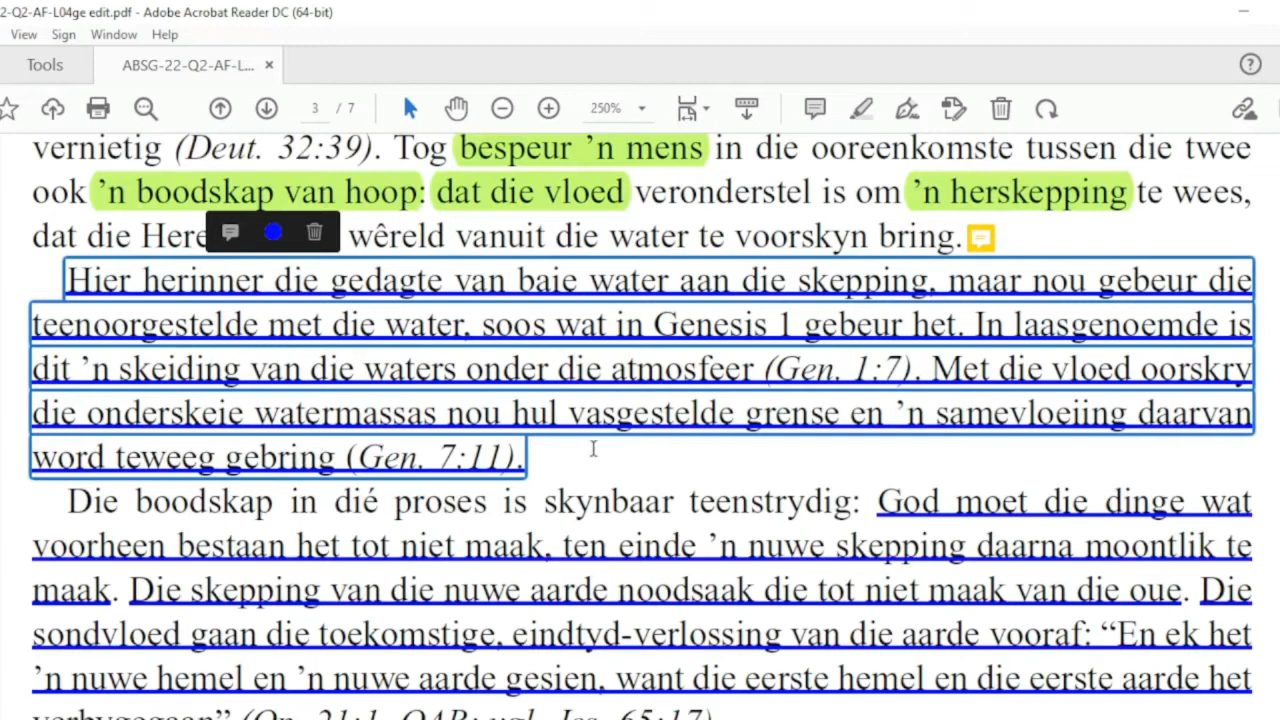 2-Q2-AF-L04ge edit.pdf - Adobe Acrobat Reader DC (64-bit)
View Sign Window Help
Tools ABSG-22-Q2-AF-L... ×
3 / 7 250%
vernietig (Deut. 32:39). Tog bespeur ’n mens in die ooreenkomste tussen die twee
ook ’n boodskap van hoop: dat die vloed veronderstel is om ’n herskepping te wees,
dat die Here wêreld vanuit die water te voorskyn bring.
Hier herinner die gedagte van baie water aan die skepping, maar nou gebeur die
teenoorgestelde met die water, soos wat in Genesis 1 gebeur het. In laasgenoemde is
dit ’n skeiding van die waters onder die atmosfeer (Gen. 1:7). Met die vloed oorskry
die onderskeie watermassas nou hul vasgestelde grense en ’n samevloeiing daarvan
word teweeg gebring (Gen. 7:11).
Die boodskap in dié proses is skynbaar teenstrydig: God moet die dinge wat
voorheen bestaan het tot niet maak, ten einde ’n nuwe skepping daarna moontlik te
maak. Die skepping van die nuwe aarde noodsaak die tot niet maak van die oue. Die
sondvloed gaan die toekomstige, eindtyd-verlossing van die aarde vooraf: “En ek het
’n nuwe hemel en ’n nuwe aarde gesien, want die eerste hemel en die eerste aarde het
verbygegaan” (Op. 21:1, OAB; vgl. Jes. 65:17).